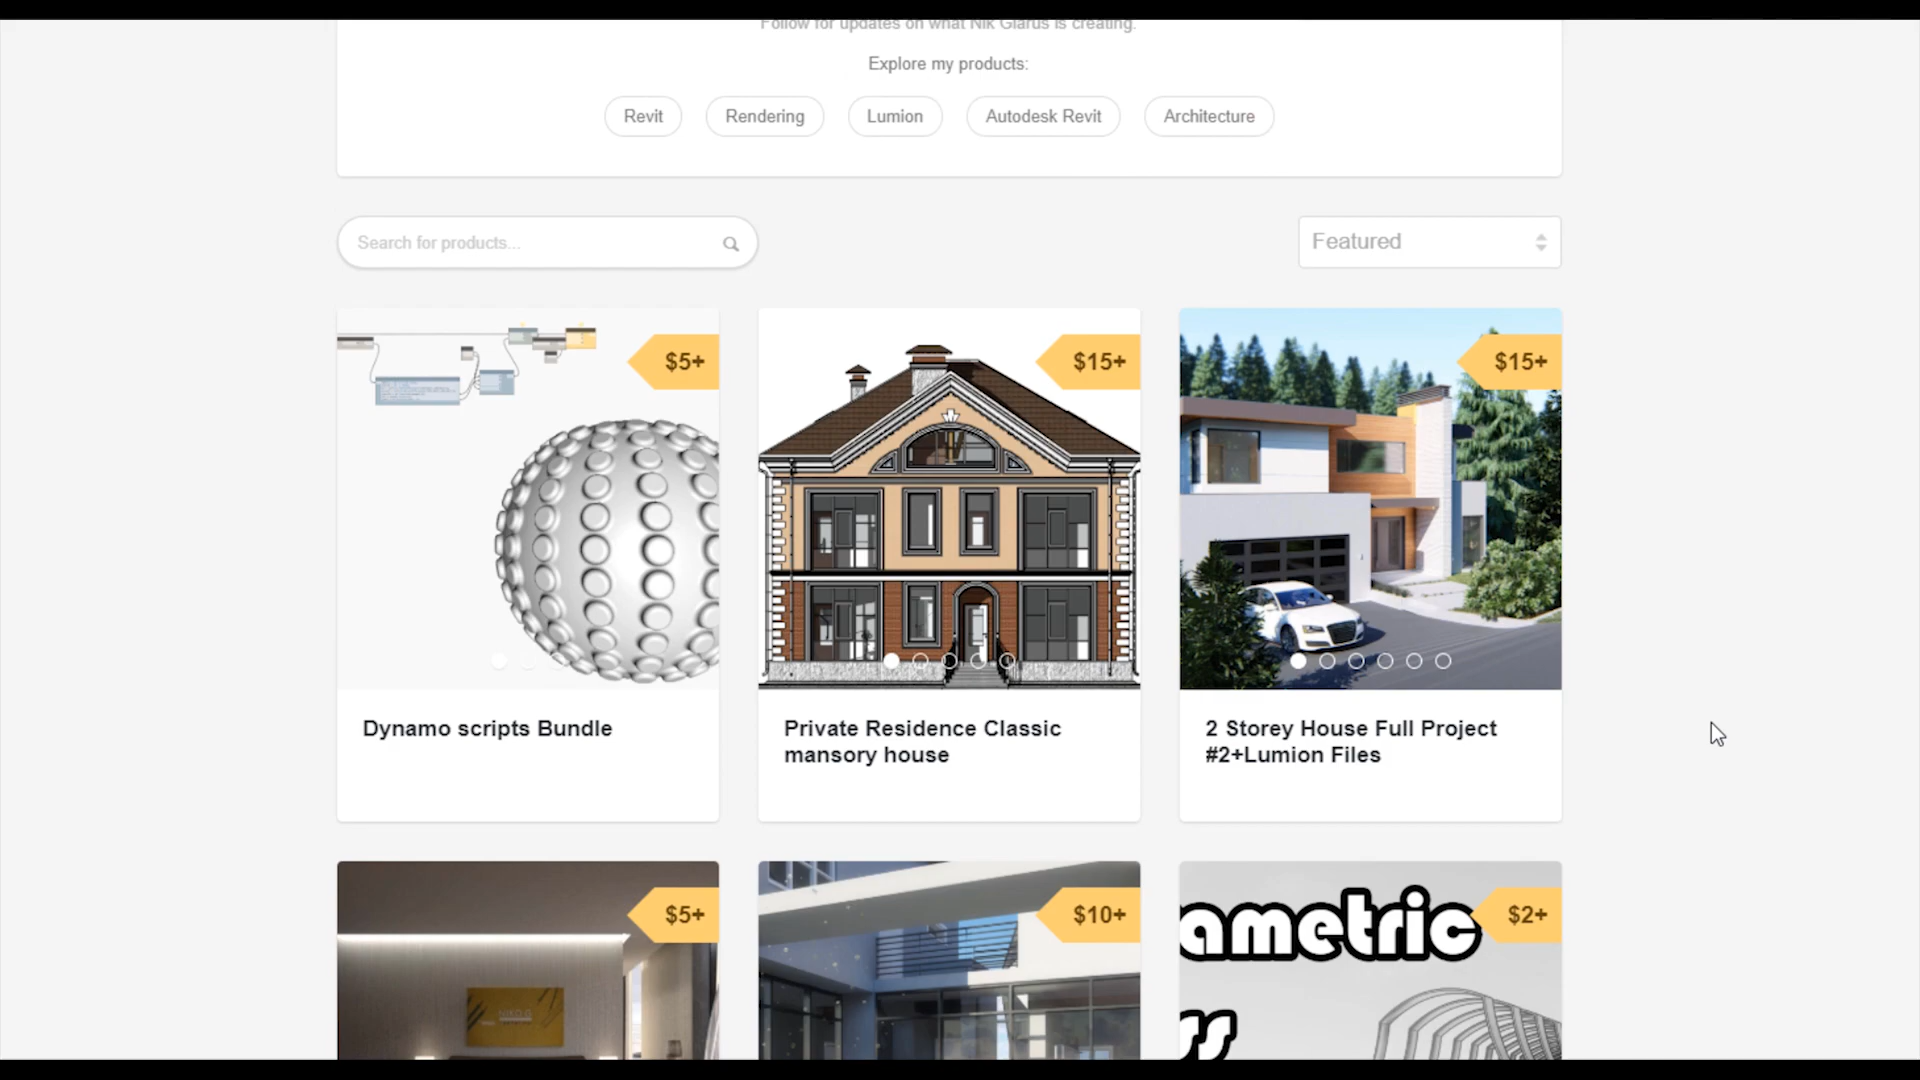 Follow for updates on what Nik Glarus is creating.
Explore my products:
Revit Rendering Lumion Autodesk Revit Architecture
Search for products...
Featured
$5+
$15+
$15+
Dynamo scripts Bundle
Private Residence Classic
mansory house
2 Storey House Full Project
#2+Lumion Files
$5+
$10+
$2+
ametric